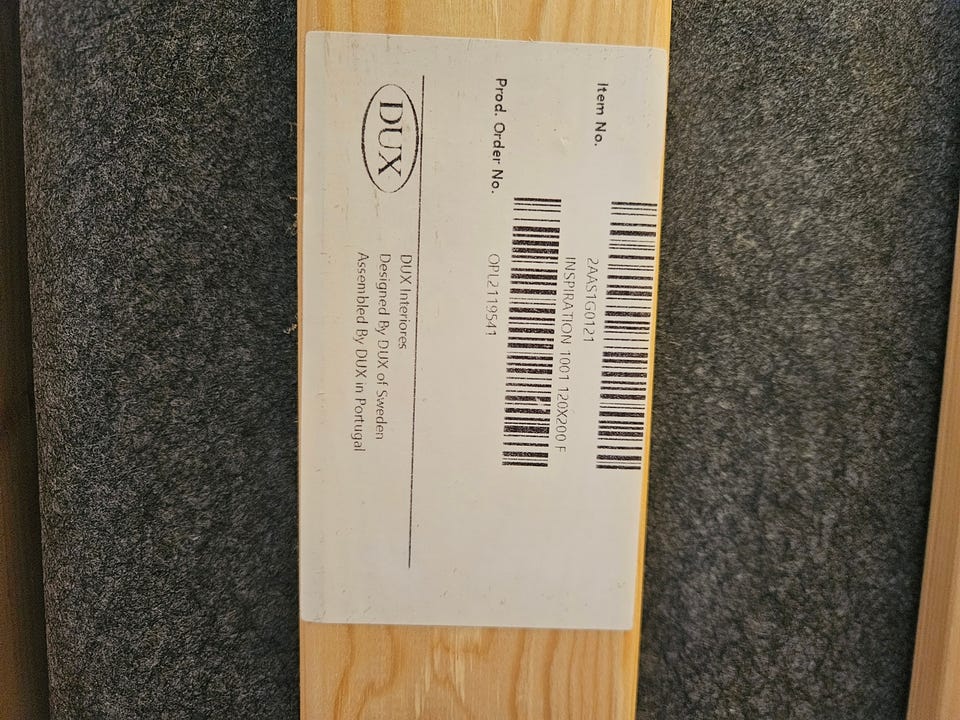 Item No.
2AAS1G0121
INSPIRATION 1001 120X200 F
Prod. Order No.
OPL2119541
DUX
DUX Interiores
Designed By DUX of Sweden
Assembled By DUX in Portugal